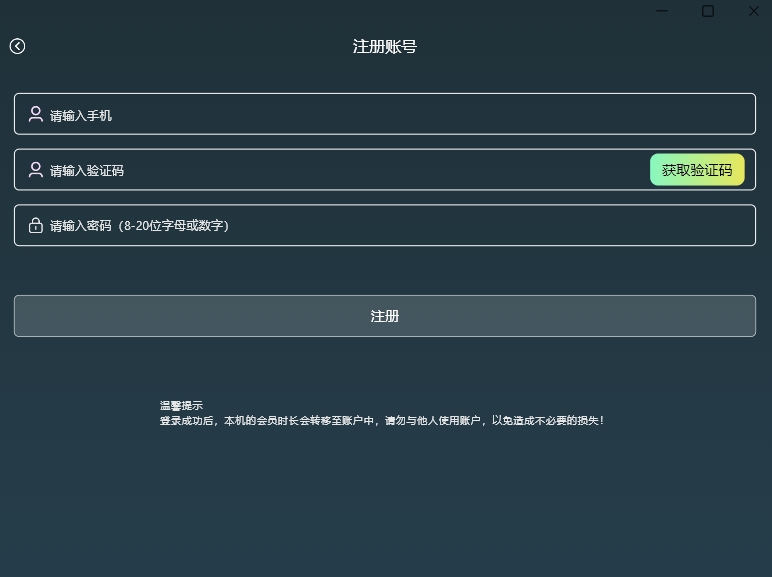 注册账号
请输入手机
请输入验证码
获取验证码
请输入密码（8-20位字母或数字）
注册
温馨提示
登录成功后，本机的会员时长会转移至账户中，请勿与他人使用账户，以免造成不必要的损失！